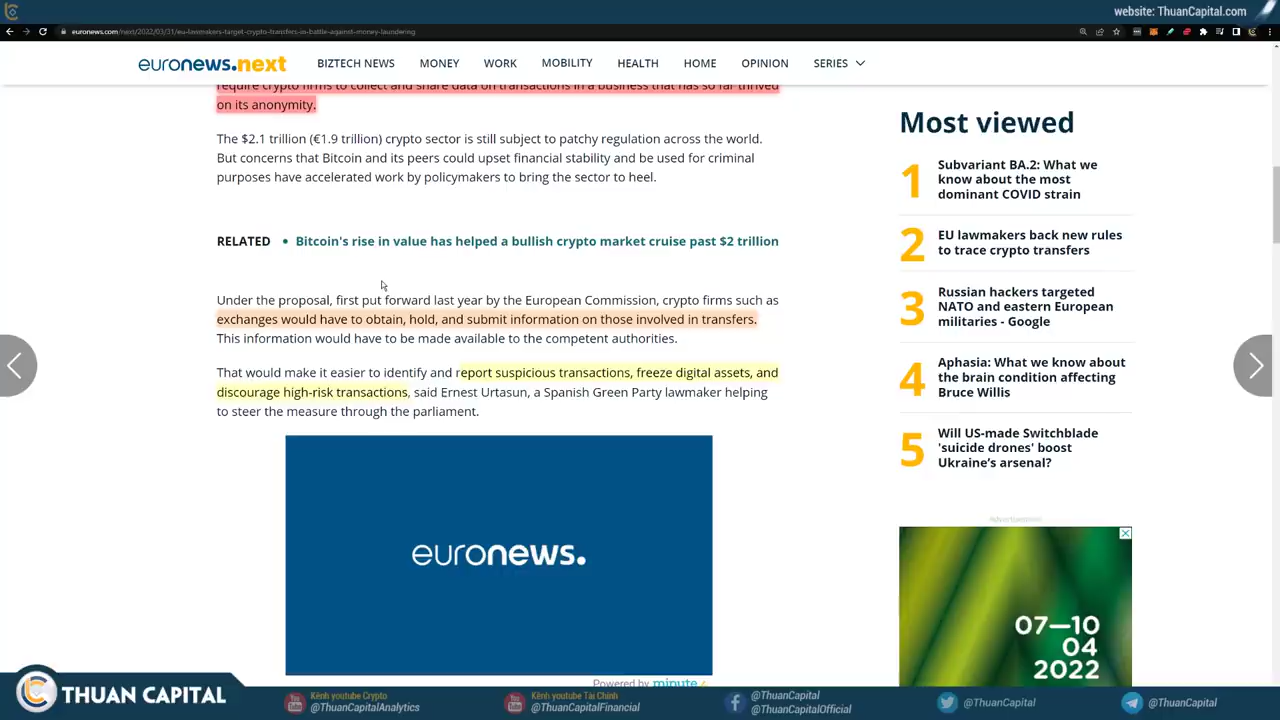 website: ThuanCapital.com
euronews.com/next/2022/03/31/eu-lawmakers-target-crypto-transfers-in-battle-against-money-laundering
euronews.next
BIZTECH NEWS
MONEY
WORK
MOBILITY
HEALTH
HOME
OPINION
SERIES
require crypto firms to collect and share data on transactions in a business that has so far thrived
on its anonymity.
The $2.1 trillion (€1.9 trillion) crypto sector is still subject to patchy regulation across the world.
But concerns that Bitcoin and its peers could upset financial stability and be used for criminal
purposes have accelerated work by policymakers to bring the sector to heel.
RELATED • Bitcoin's rise in value has helped a bullish crypto market cruise past $2 trillion
Under the proposal, first put forward last year by the European Commission, crypto firms such as
exchanges would have to obtain, hold, and submit information on those involved in transfers.
This information would have to be made available to the competent authorities.
That would make it easier to identify and report suspicious transactions, freeze digital assets, and
discourage high-risk transactions, said Ernest Urtasun, a Spanish Green Party lawmaker helping
to steer the measure through the parliament.
euronews.
Powered by minute
Most viewed
1
Subvariant BA.2: What we
know about the most
dominant COVID strain
2
EU lawmakers back new rules
to trace crypto transfers
3
Russian hackers targeted
NATO and eastern European
militaries - Google
4
Aphasia: What we know about
the brain condition affecting
Bruce Willis
5
Will US-made Switchblade
'suicide drones' boost
Ukraine's arsenal?
Advertisement
07—10
04
2022
THUAN CAPITAL
Kênh youtube Crypto
@ThuanCapitalAnalytics
Kênh youtube Tài Chính
@ThuanCapitalFinancial
@ThuanCapital
@ThuanCapitalOfficial
@ThuanCapital
@ThuanCapital